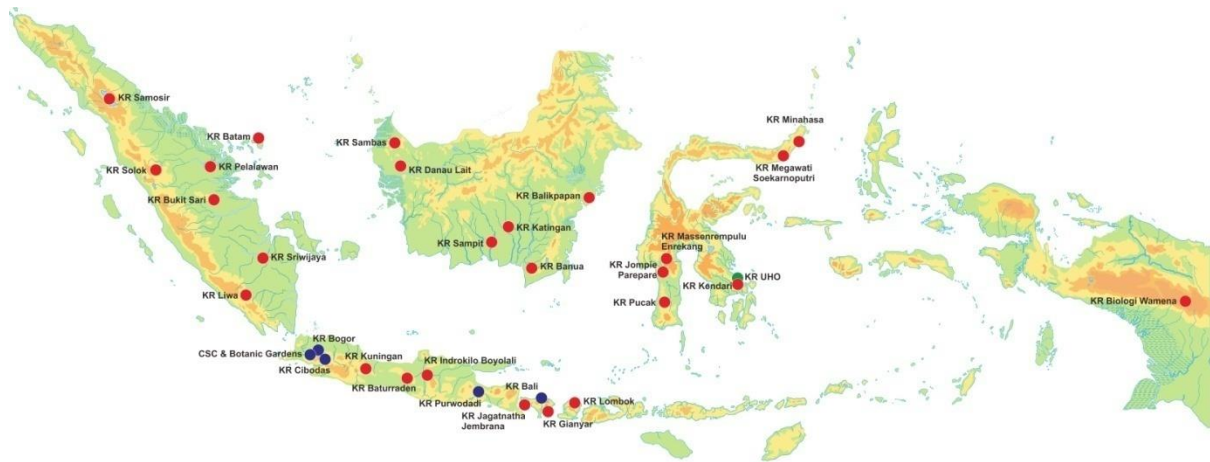 KR Samosir
KR Batam
KR Solok
KR Pelalawan
KR Bukit Sari
KR Sriwijaya
KR Liwa
KR Sambas
KR Danau Lait
KR Balikpapan
KR Katingan
KR Sampit
KR Banua
KR Minahasa
KR Megawati
Soekarnoputri
KR Massenrempulu
Enrekang
KR Jompie
Parepare
KR UHO
KR Kendari
KR Pucak
KR Biologi Wamena
KR Bogor
CSC & Botanic Gardens
KR Cibodas
KR Kuningan
KR Indrokilo Boyolali
KR Baturraden
KR Bali
KR Purwodadi
KR Lombok
KR Jagatnatha
Jembrana
KR Gianyar